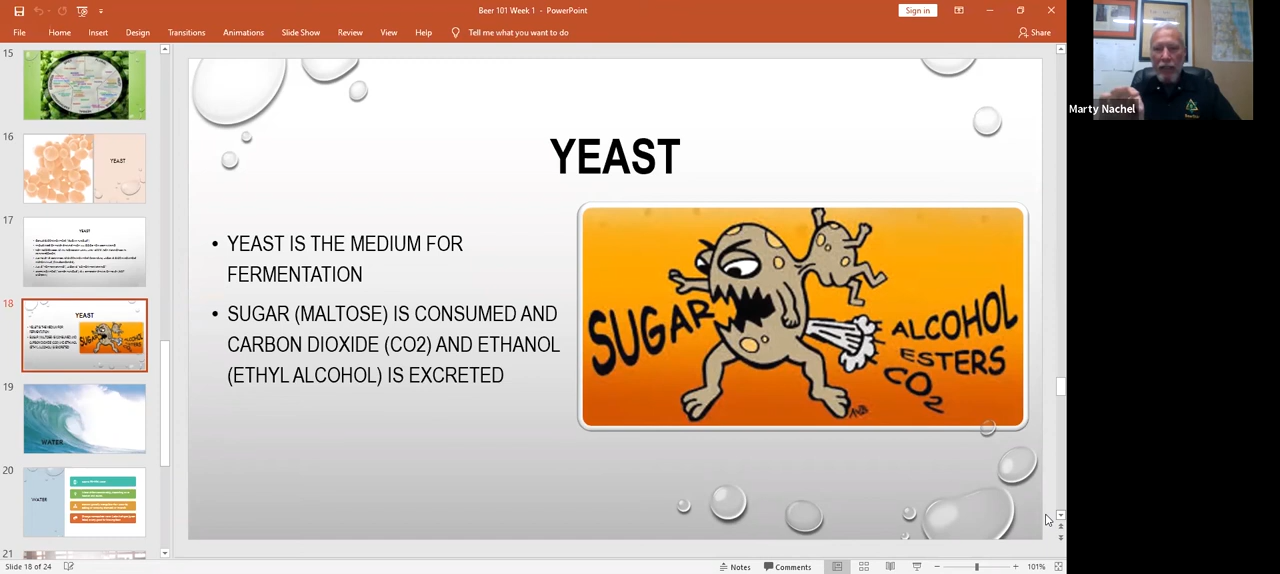 Beer 101 Week 1 - PowerPoint
Sign in
File Home Insert Design Transitions Animations Slide Show Review View Help Tell me what you want to do
Share
15
16
YEAST
17
YEAST
18
YEAST
19
WATER
20
WATER
21
YEAST
• YEAST IS THE MEDIUM FOR
FERMENTATION
• SUGAR (MALTOSE) IS CONSUMED AND
CARBON DIOXIDE (CO2) AND ETHANOL
(ETHYL ALCOHOL) IS EXCRETED
SUGAR
ALCOHOL
ESTERS
CO2
Marty Nachel
Slide 18 of 24
Notes Comments
101%